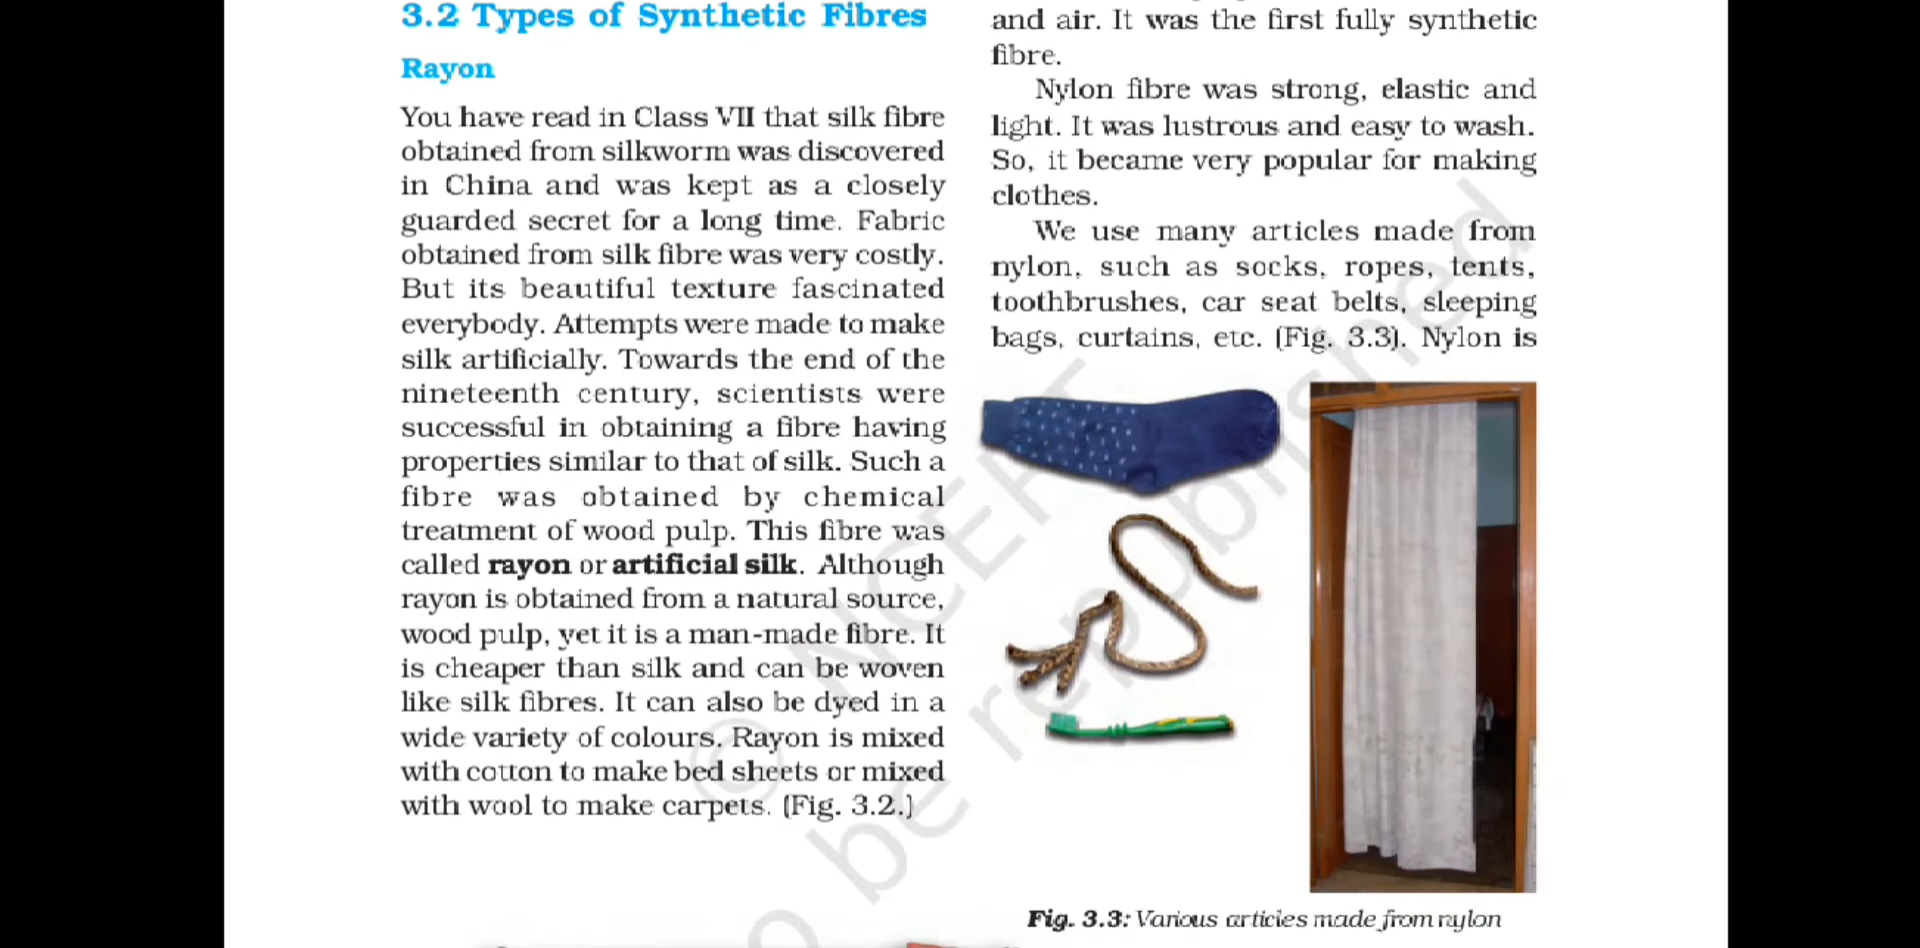 3.2 Types of Synthetic Fibres
Rayon
You have read in Class VII that silk fibre
obtained from silkworm was discovered
in China and was kept as a closely
guarded secret for a long time. Fabric
obtained from silk fibre was very costly.
But its beautiful texture fascinated
everybody. Attempts were made to make
silk artificially. Towards the end of the
nineteenth century, scientists were
successful in obtaining a fibre having
properties similar to that of silk. Such a
fibre was obtained by chemical
treatment of wood pulp. This fibre was
called rayon or artificial silk. Although
rayon is obtained from a natural source,
wood pulp, yet it is a man-made fibre. It
is cheaper than silk and can be woven
like silk fibres. It can also be dyed in a
wide variety of colours. Rayon is mixed
with cotton to make bed sheets or mixed
with wool to make carpets. (Fig. 3.2.)
and air. It was the first fully synthetic
fibre.
Nylon fibre was strong, elastic and
light. It was lustrous and easy to wash.
So, it became very popular for making
clothes.
We use many articles made from
nylon, such as socks, ropes, tents,
toothbrushes, car seat belts, sleeping
bags, curtains, etc. (Fig. 3.3). Nylon is
Fig. 3.3: Various articles made from nylon
© NCERT
o be republished